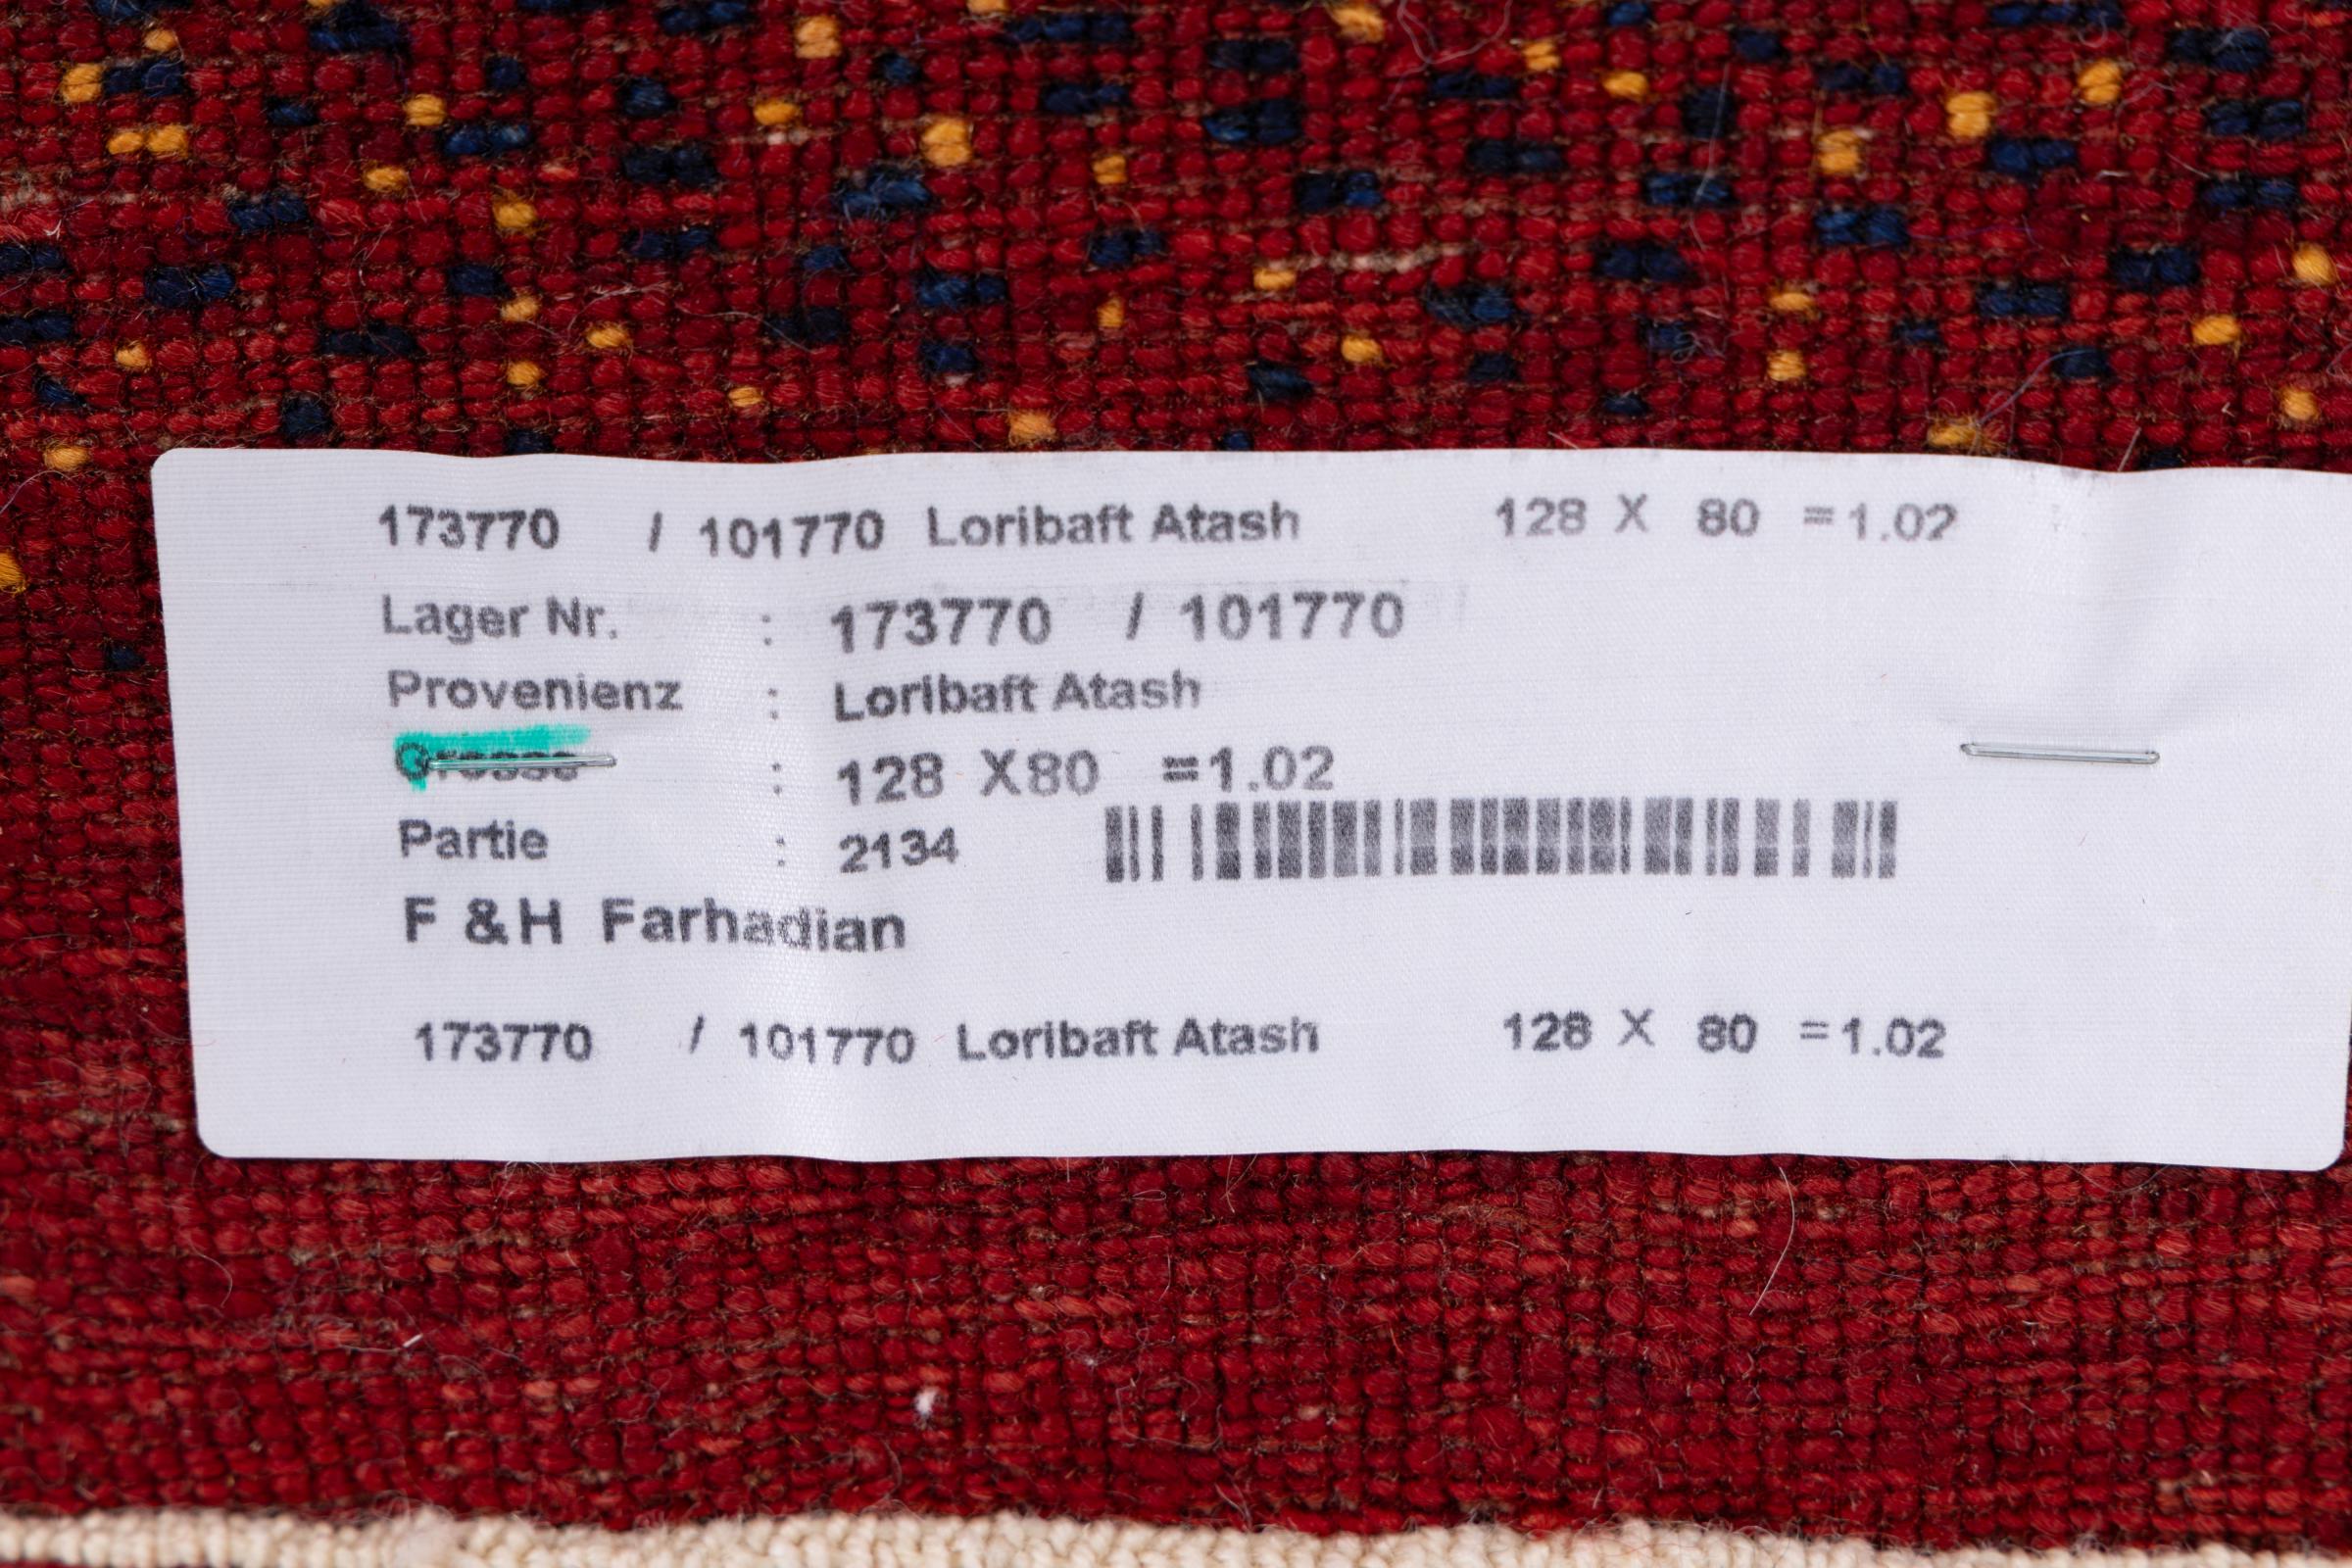 173770 / 101770 Loribaft Atash 128 X 80 =1.02
Lager Nr. : 173770 / 101770
Provenienz : Loribaft Atash
Grosse : 128 X80 =1.02
Partie : 2134
F & H Farhadian
173770 / 101770 Loribaft Atash 128 X 80 =1.02